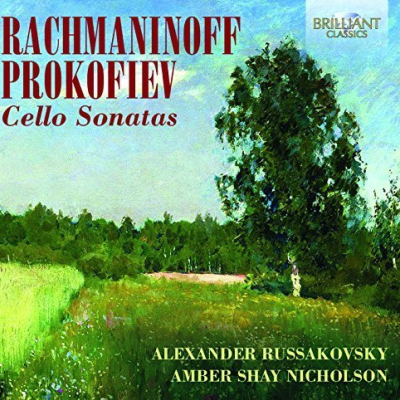 BRILLIANT
CLASSICS
RACHMANINOFF
PROKOFIEV
Cello Sonatas
ALEXANDER RUSSAKOVSKY
AMBER SHAY NICHOLSON